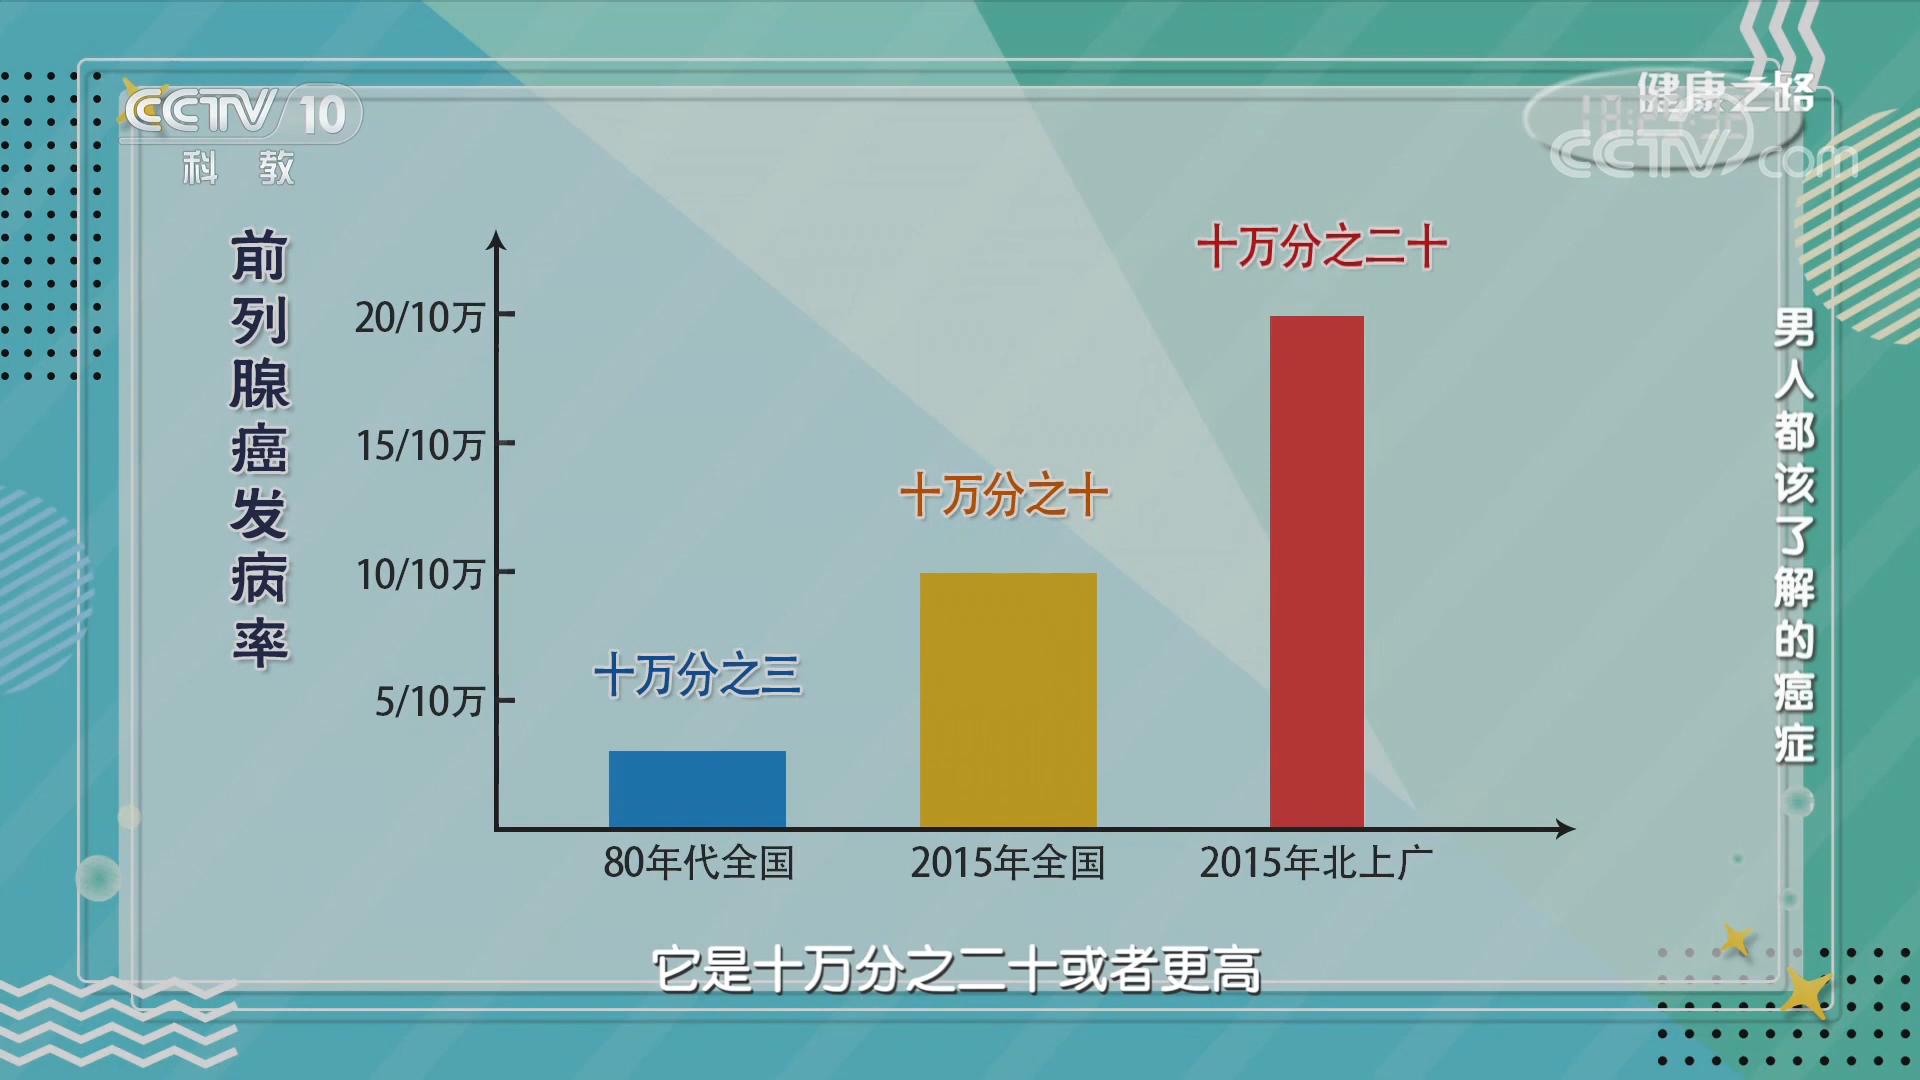 CCTV 10
科教
健康之路
CCTV.com
前列腺癌发病率
20/10万
15/10万
10/10万
5/10万
十万分之三
十万分之十
十万分之二十
80年代全国
2015年全国
2015年北上广
男人都该了解的癌症
它是十万分之二十或者更高